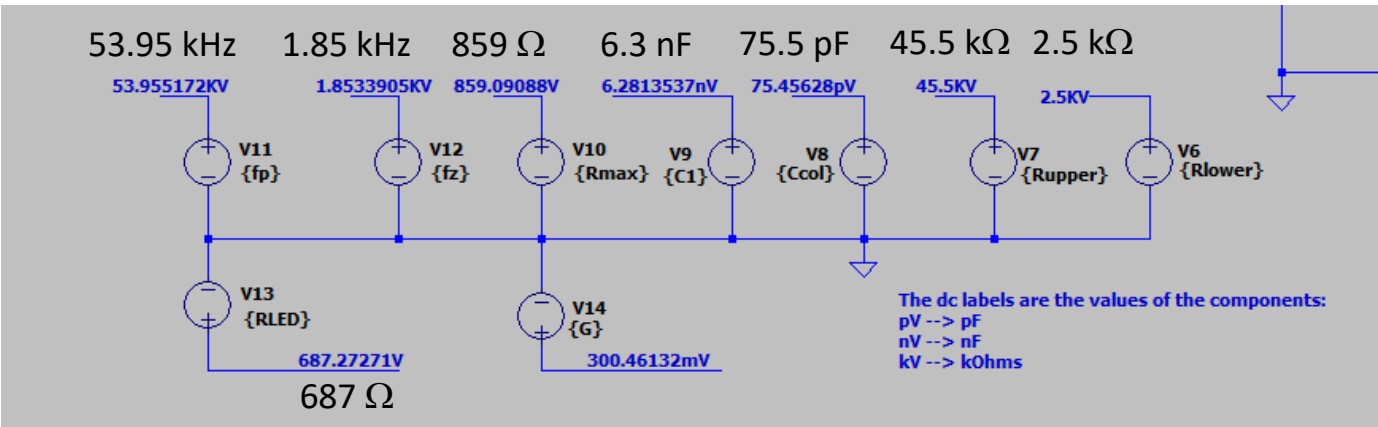 53.95 kHz 1.85 kHz 859 Ω 6.3 nF 75.5 pF 45.5 kΩ 2.5 kΩ
53.955172KV 1.8533905KV 859.09088V 6.2813537nV 75.45628pV 45.5KV 2.5KV
V11 V12 V10 V9 V8 V7 V6
{fp} {fz} {Rmax} {C1} {Ccol} {Rupper} {Rlower}
V13 V14
{RLED} {G}
687.27271V 300.46132mV
687 Ω
The dc labels are the values of the components:
pV --> pF
nV --> nF
kV --> kOhms